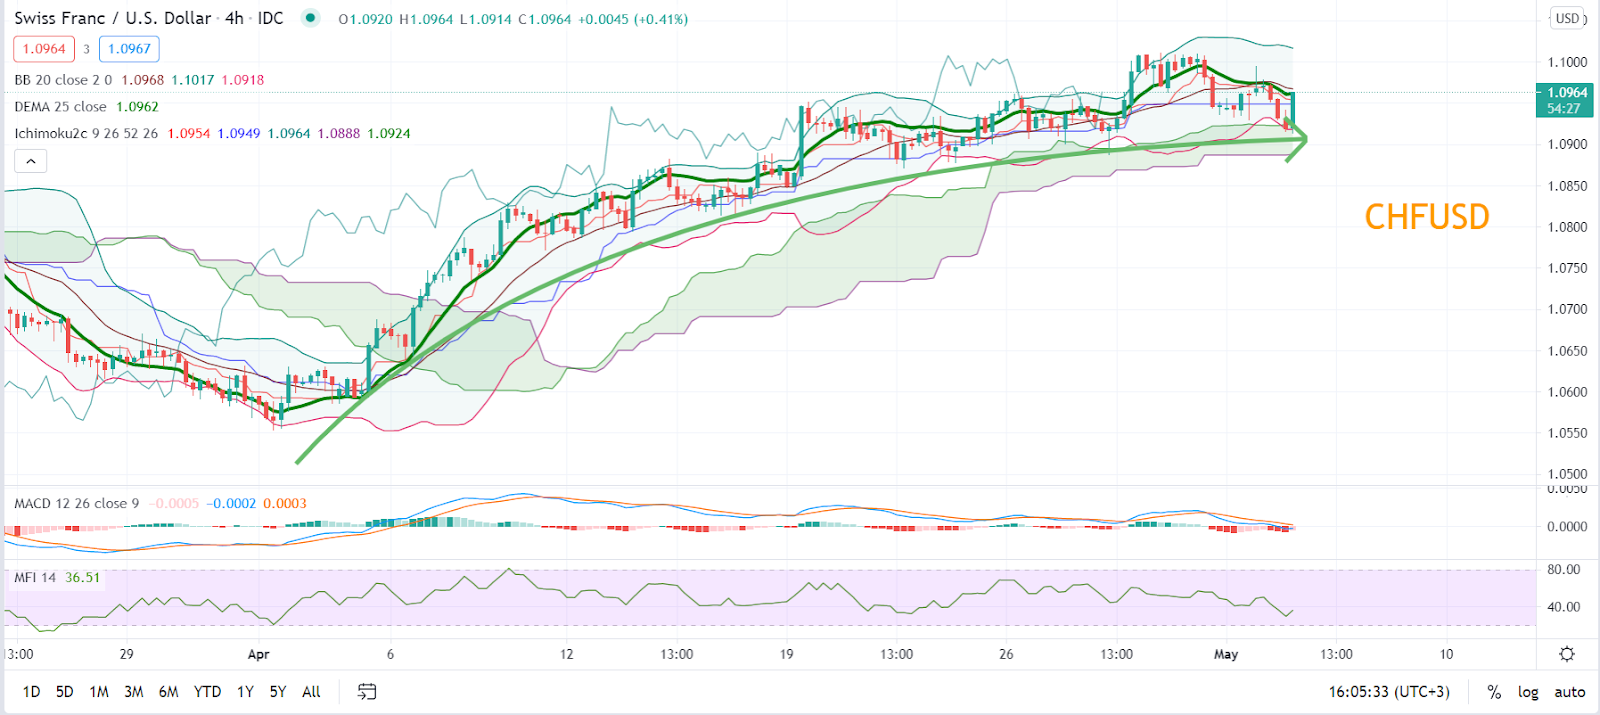 Swiss Franc / U.S. Dollar · 4h · IDC O1.0920 H1.0964 L1.0914 C1.0964 +0.0045 (+0.41%)
USD
1.0964 3 1.0967
BB 20 close 2 0 1.0968 1.1017 1.0918
DEMA 25 close 1.0962
Ichimoku2c 9 26 52 26 1.0954 1.0949 1.0964 1.0888 1.0924
1.1000
1.0964
54:27
1.0900
1.0850
1.0800
1.0750
1.0700
1.0650
1.0600
1.0550
1.0500
CHFUSD
MACD 12 26 close 9 −0.0005 −0.0002 0.0003
0.0050
0.0000
MFI 14 36.51
80.00
40.00
13:00 29 Apr 6 12 13:00 19 13:00 26 13:00 May 13:00 10
1D 5D 1M 3M 6M YTD 1Y 5Y All 16:05:33 (UTC+3) % log auto